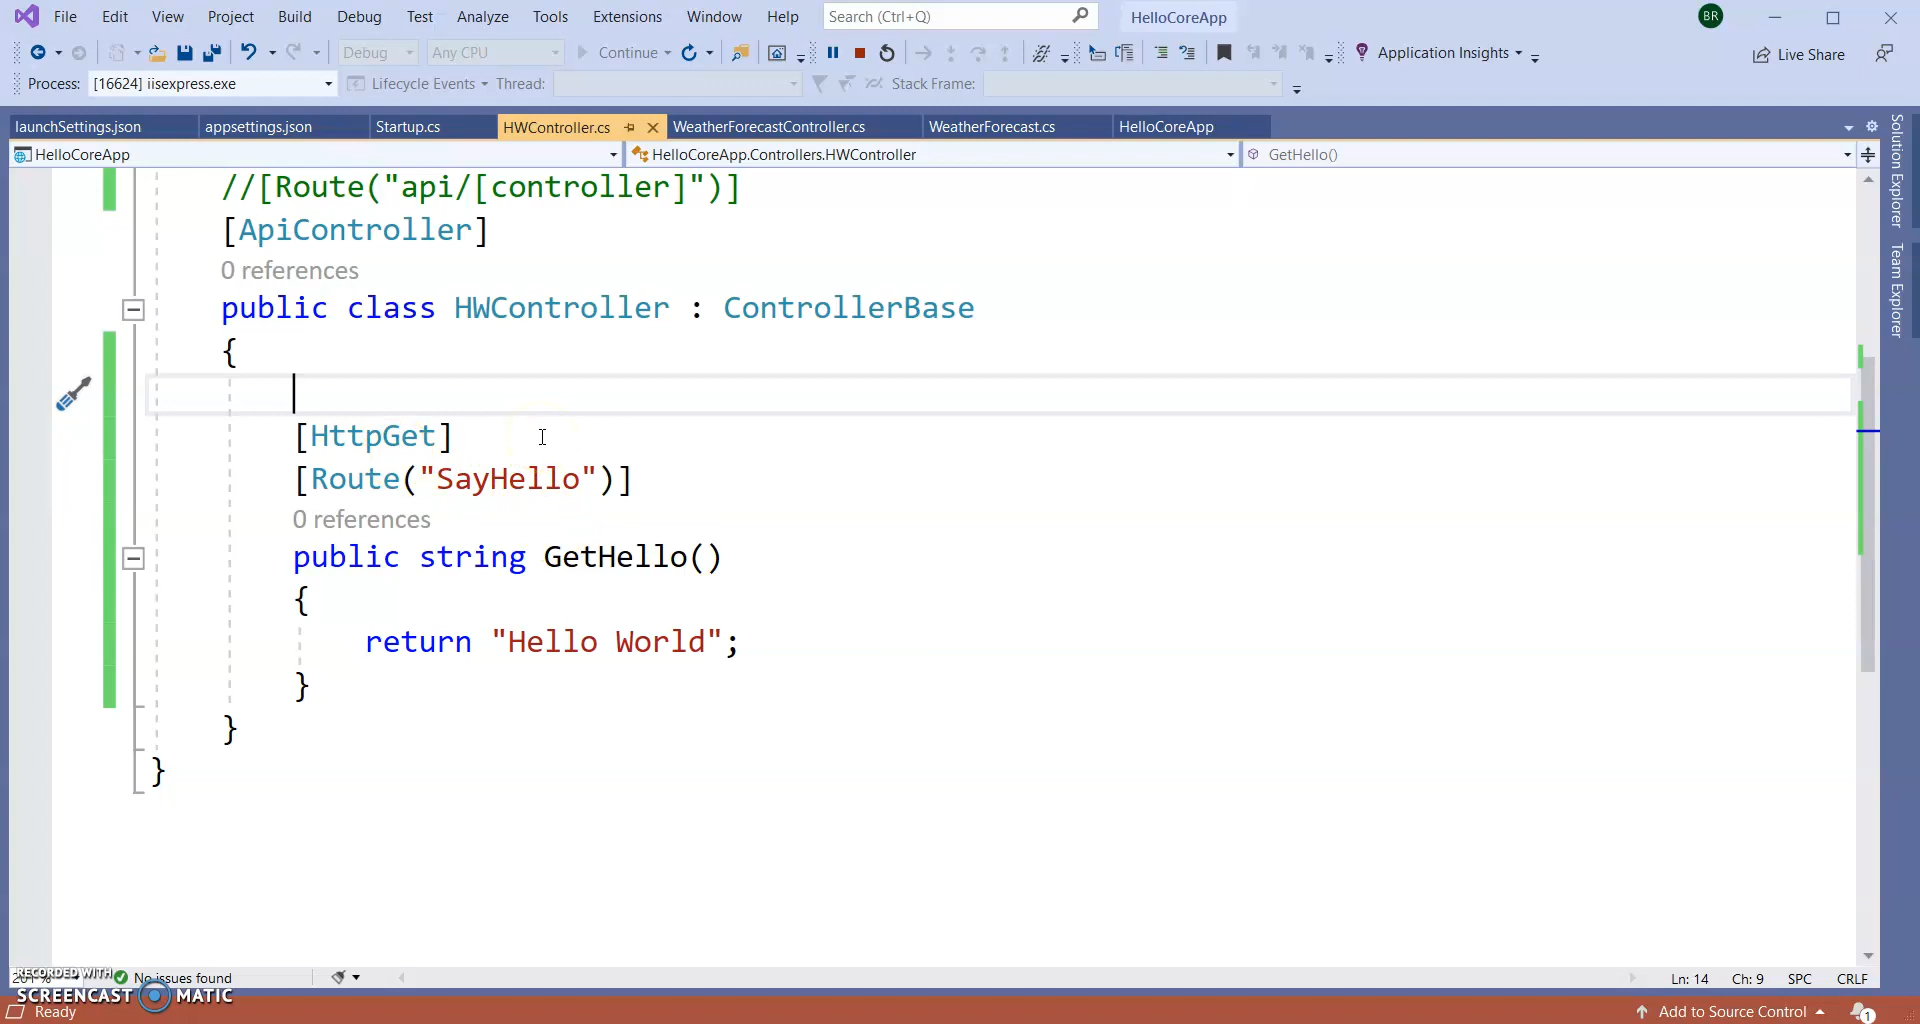 File Edit View Project Build Debug Test Analyze Tools Extensions Window Help Search (Ctrl+Q) HelloCoreApp BR
Debug Any CPU Continue Application Insights Live Share
Process: [16624] iisexpress.exe Lifecycle Events Thread: Stack Frame:
launchSettings.json appsettings.json Startup.cs HWController.cs WeatherForecastController.cs WeatherForecast.cs HelloCoreApp
HelloCoreApp HelloCoreApp.Controllers.HWController GetHello()
//[Route("api/[controller]")]
[ApiController]
0 references
public class HWController : ControllerBase
{
[HttpGet]
[Route("SayHello")]
0 references
public string GetHello()
{
return "Hello World";
}
}
}
Solution Explorer
Team Explorer
No issues found Ln: 14 Ch: 9 SPC CRLF
RECORDED WITH
SCREENCAST MATIC
Ready Add to Source Control 1